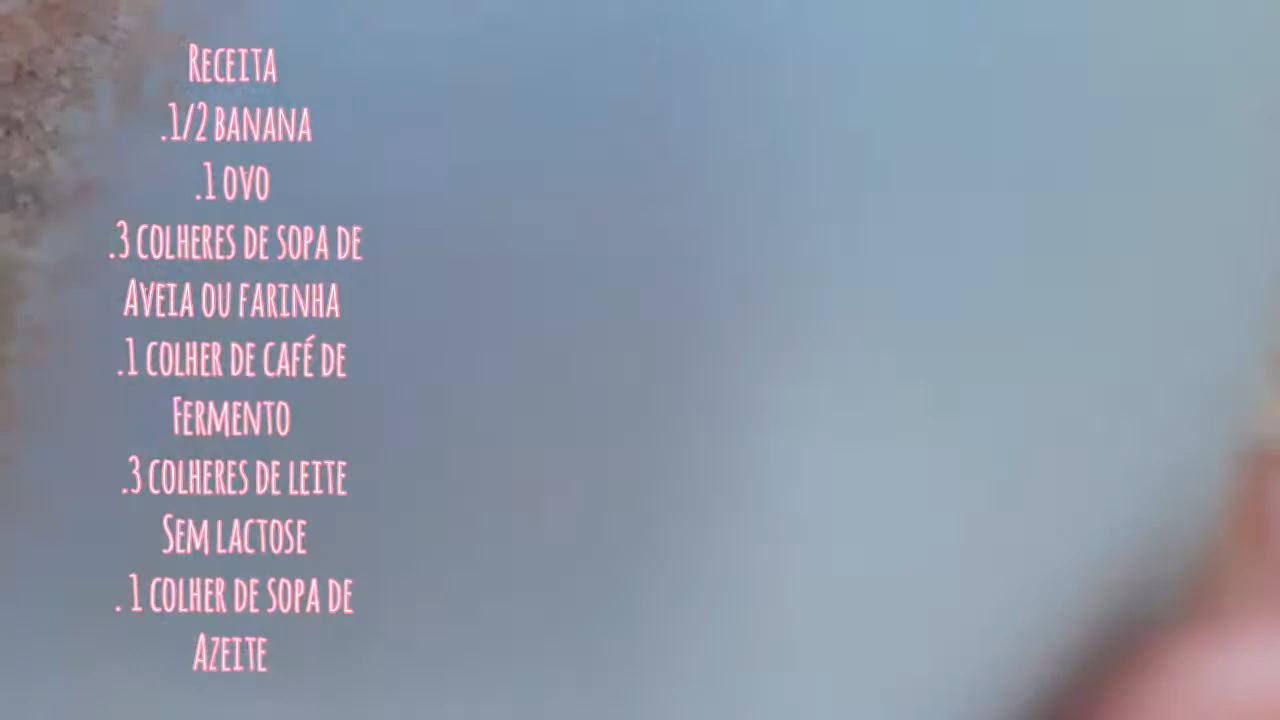 Receita
.1/2 banana
.1 ovo
.3 colheres de sopa de
Aveia ou farinha
.1 colher de café de
Fermento
.3 colheres de leite
Sem lactose
. 1 colher de sopa de
Azeite